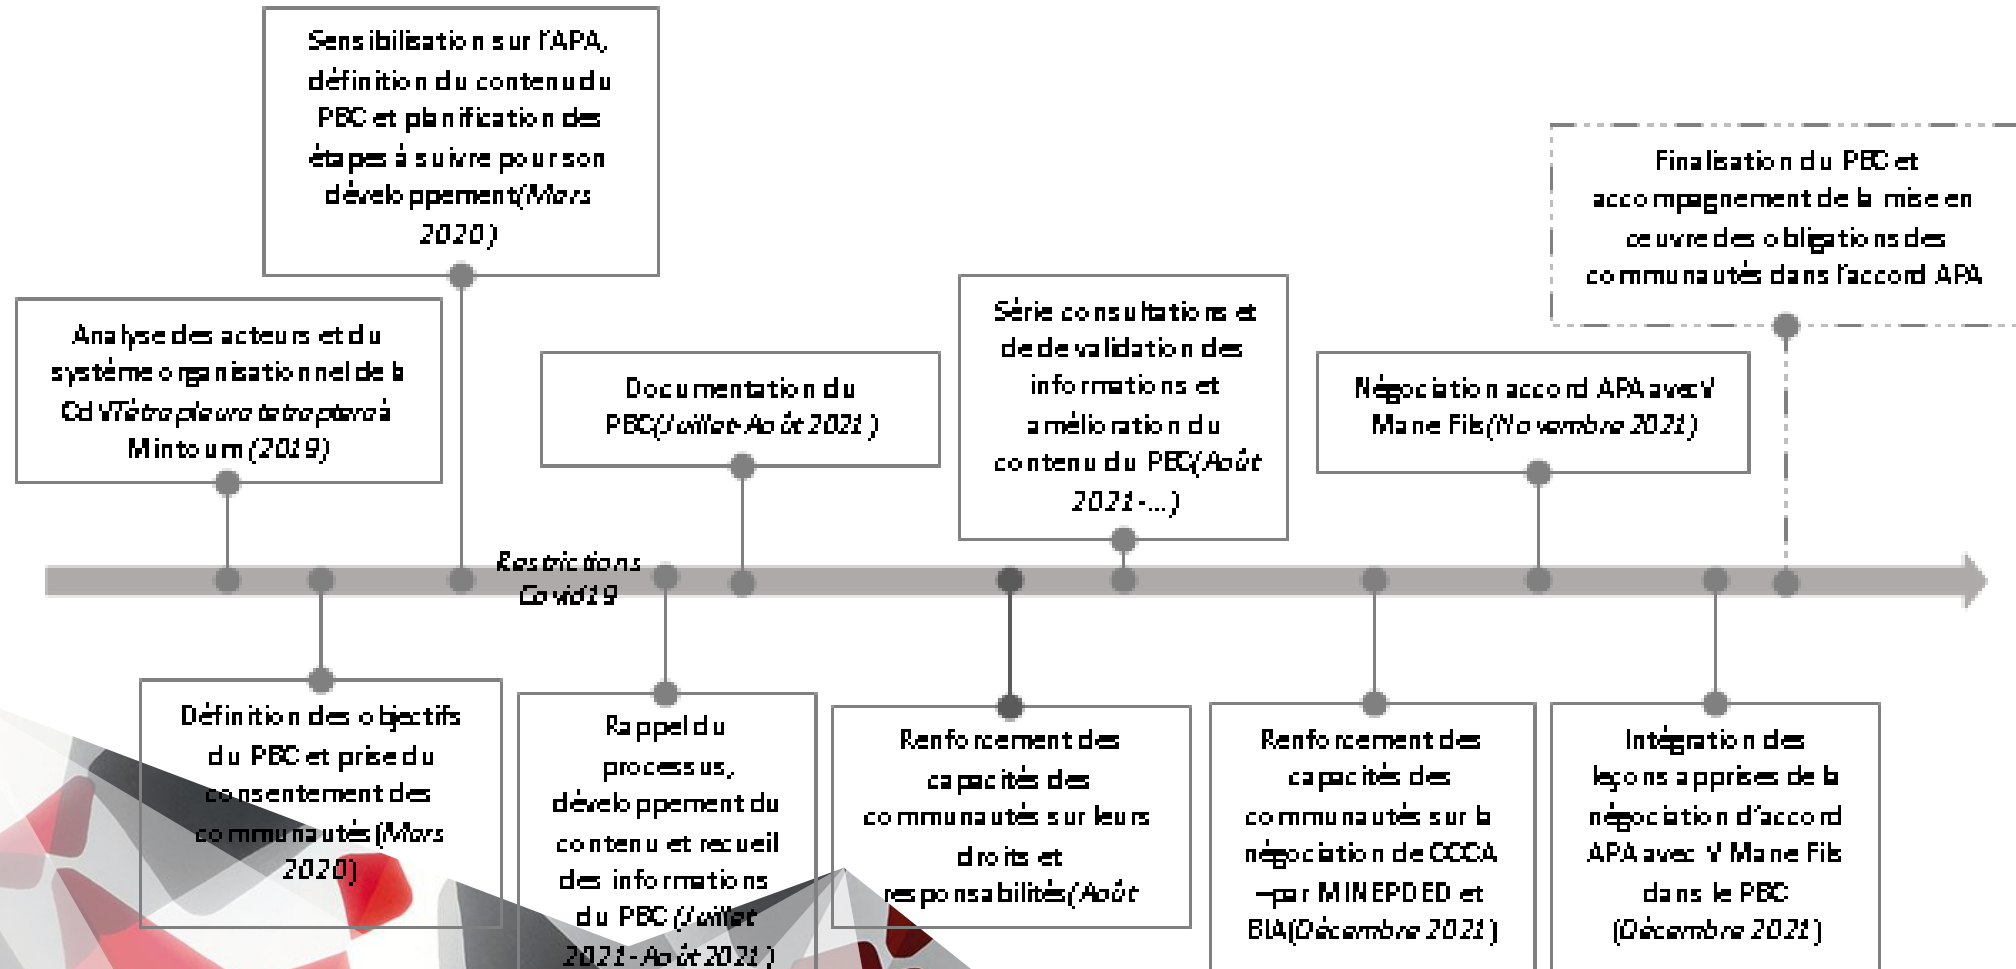 Sensibilisation sur l'APA,
définition du contenu du
PBC et planification des
étapes à suivre pour son
développement(Mars
2020)
Analyse des acteurs et du
système organisationnel de la
CdV Tetrapleura tetraptera à
Mintoum (2019)
Documentation du
PBC(Juillet-Août 2021)
Série consultations et
de de validation des
informations et
amélioration du
contenu du PBC(Août
2021-...)
Négociation accord APA avec V
Mane Fils(Novembre 2021)
Finalisation du PBC et
accompagnement de la mise en
œuvre des obligations des
communautés dans l'accord APA
Restrictions
Covid19
Définition des objectifs
du PBC et prise du
consentement des
communautés (Mars
2020)
Rappel du
processus,
développement du
contenu et recueil
des informations
du PBC (Juillet
2021-Août 2021)
Renforcement des
capacités des
communautés sur leurs
droits et
responsabilités(Août
Renforcement des
capacités des
communautés sur la
négociation de CCCA
–par MINEPDED et
BIA(Décembre 2021)
Intégration des
leçons apprises de la
négociation d'accord
APA avec V Mane Fils
dans le PBC
(Décembre 2021)